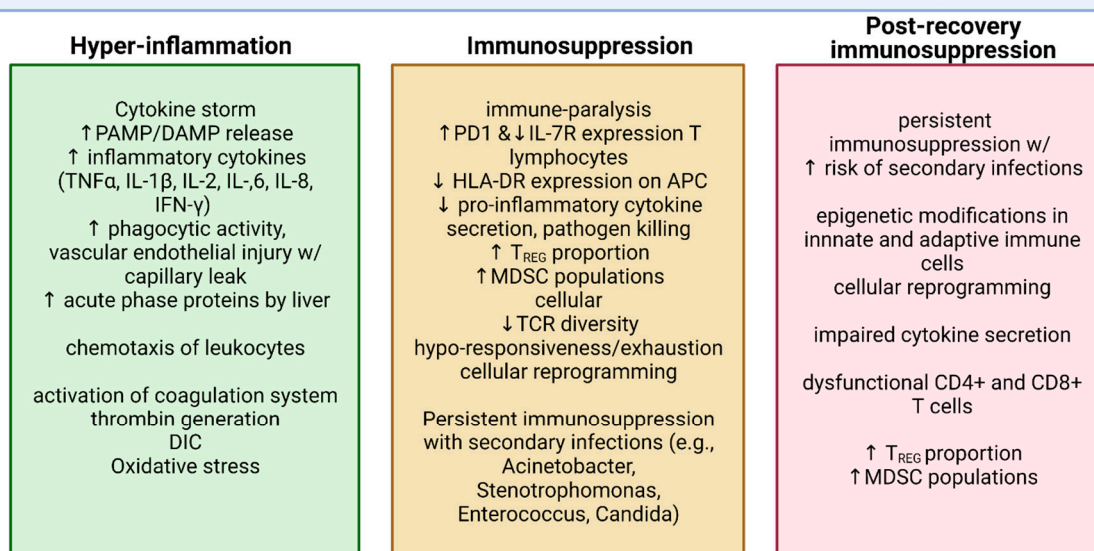 Hyper-inflammation
Cytokine storm
↑PAMP/DAMP release
↑ inflammatory cytokines
(TNFα, IL-1β, IL-2, IL-,6, IL-8,
IFN-γ)
↑ phagocytic activity,
vascular endothelial injury w/
capillary leak
↑ acute phase proteins by liver
chemotaxis of leukocytes
activation of coagulation system
thrombin generation
DIC
Oxidative stress
Immunosuppression
immune-paralysis
↑PD1 &↓IL-7R expression T
lymphocytes
↓ HLA-DR expression on APC
↓ pro-inflammatory cytokine
secretion, pathogen killing
↑ TREG proportion
↑MDSC populations
cellular
↓TCR diversity
hypo-responsiveness/exhaustion
cellular reprogramming
Persistent immunosuppression
with secondary infections (e.g.,
Acinetobacter,
Stenotrophomonas,
Enterococcus, Candida)
Post-recovery
immunosuppression
persistent
immunosuppression w/
↑ risk of secondary infections
epigenetic modifications in
innnate and adaptive immune
cells
cellular reprogramming
impaired cytokine secretion
dysfunctional CD4+ and CD8+
T cells
↑ TREG proportion
↑MDSC populations